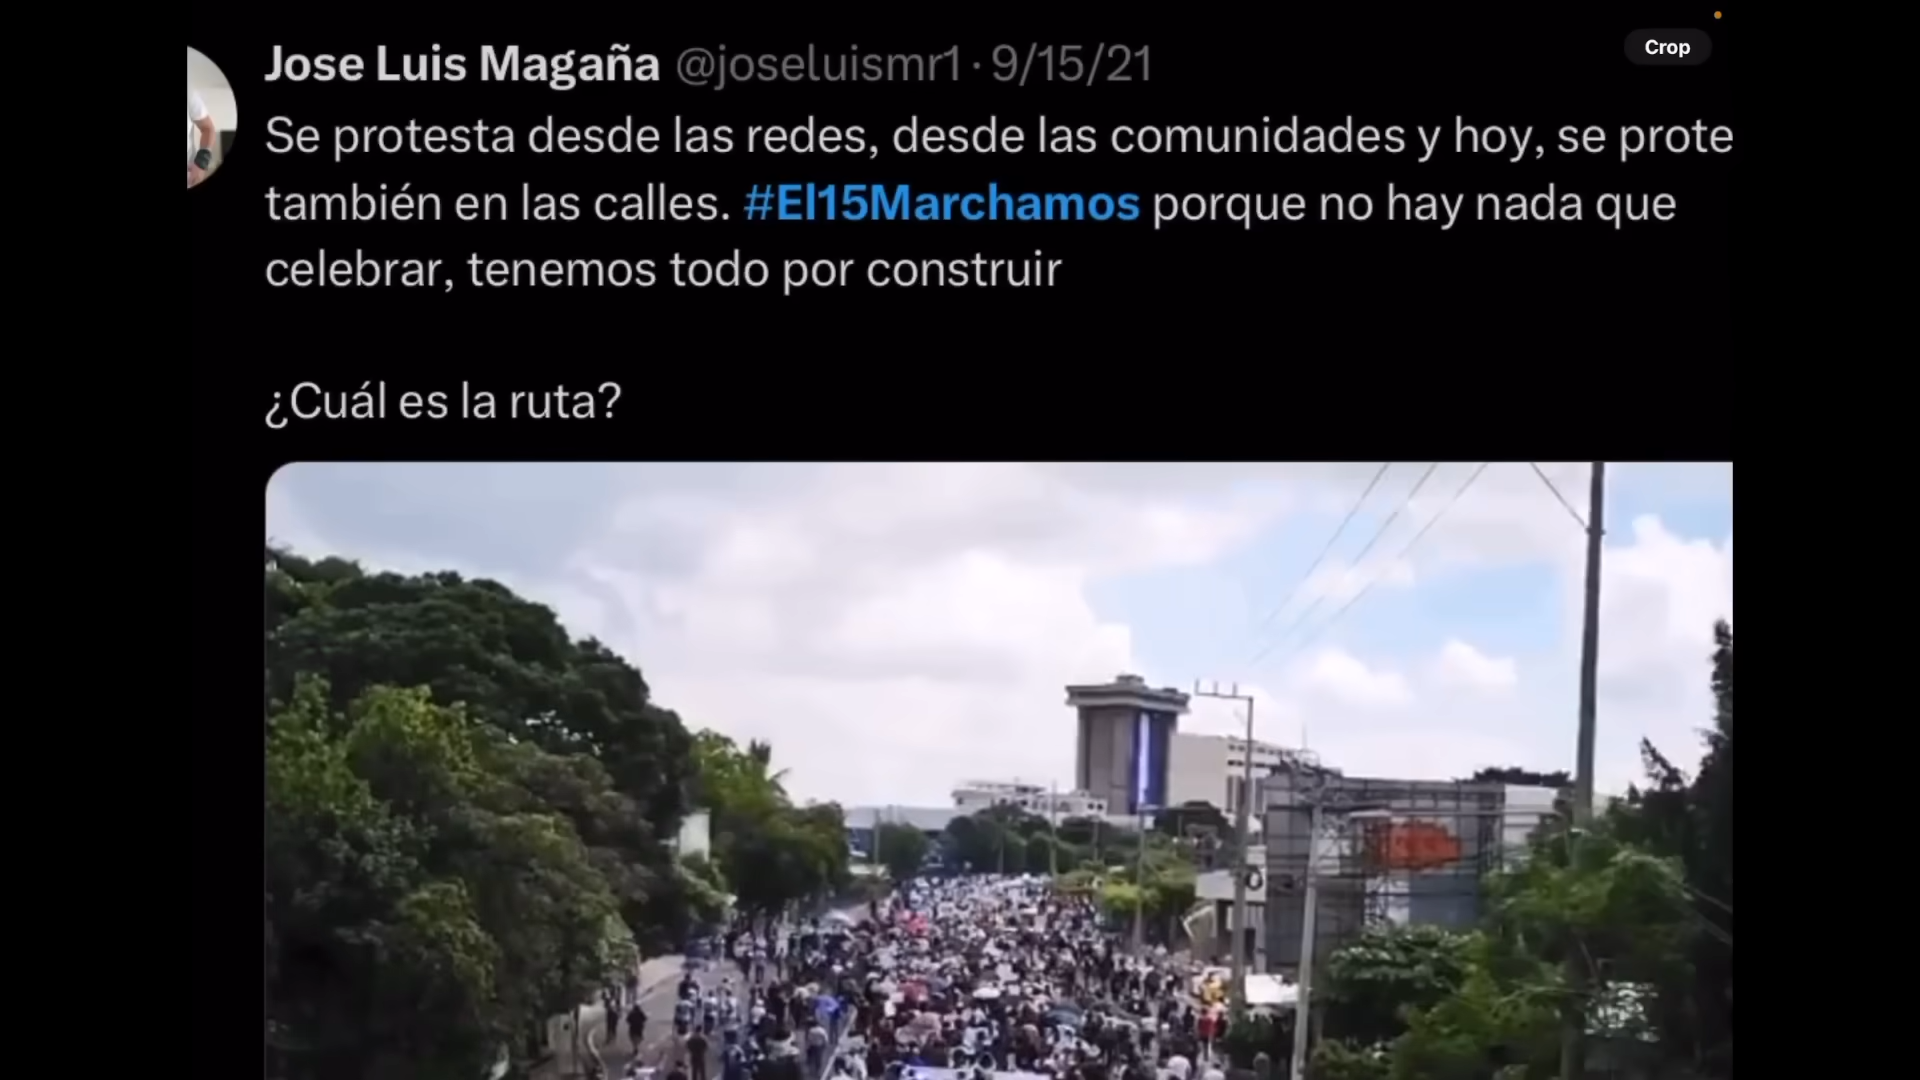 Crop
Jose Luis Magaña @joseluismr1 · 9/15/21
Se protesta desde las redes, desde las comunidades y hoy, se prote
también en las calles. #El15Marchamos porque no hay nada que
celebrar, tenemos todo por construir
¿Cuál es la ruta?